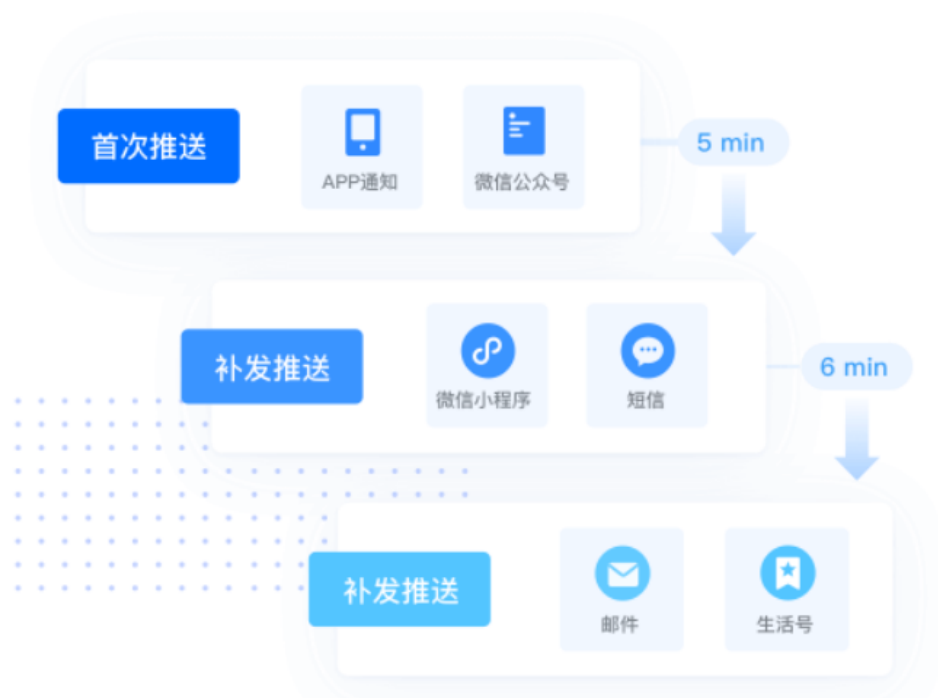 首次推送
APP通知
微信公众号
5 min
补发推送
微信小程序
短信
6 min
补发推送
邮件
生活号